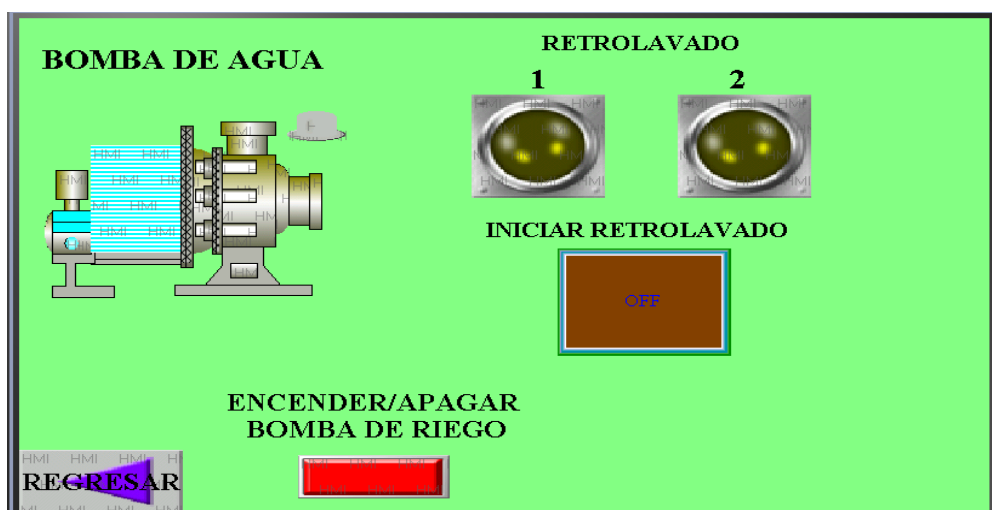 BOMBA DE AGUA
RETROLAVADO
1 2
INICIAR RETROLAVADO
OFF
ENCENDER/APAGAR
BOMBA DE RIEGO
REGRESAR